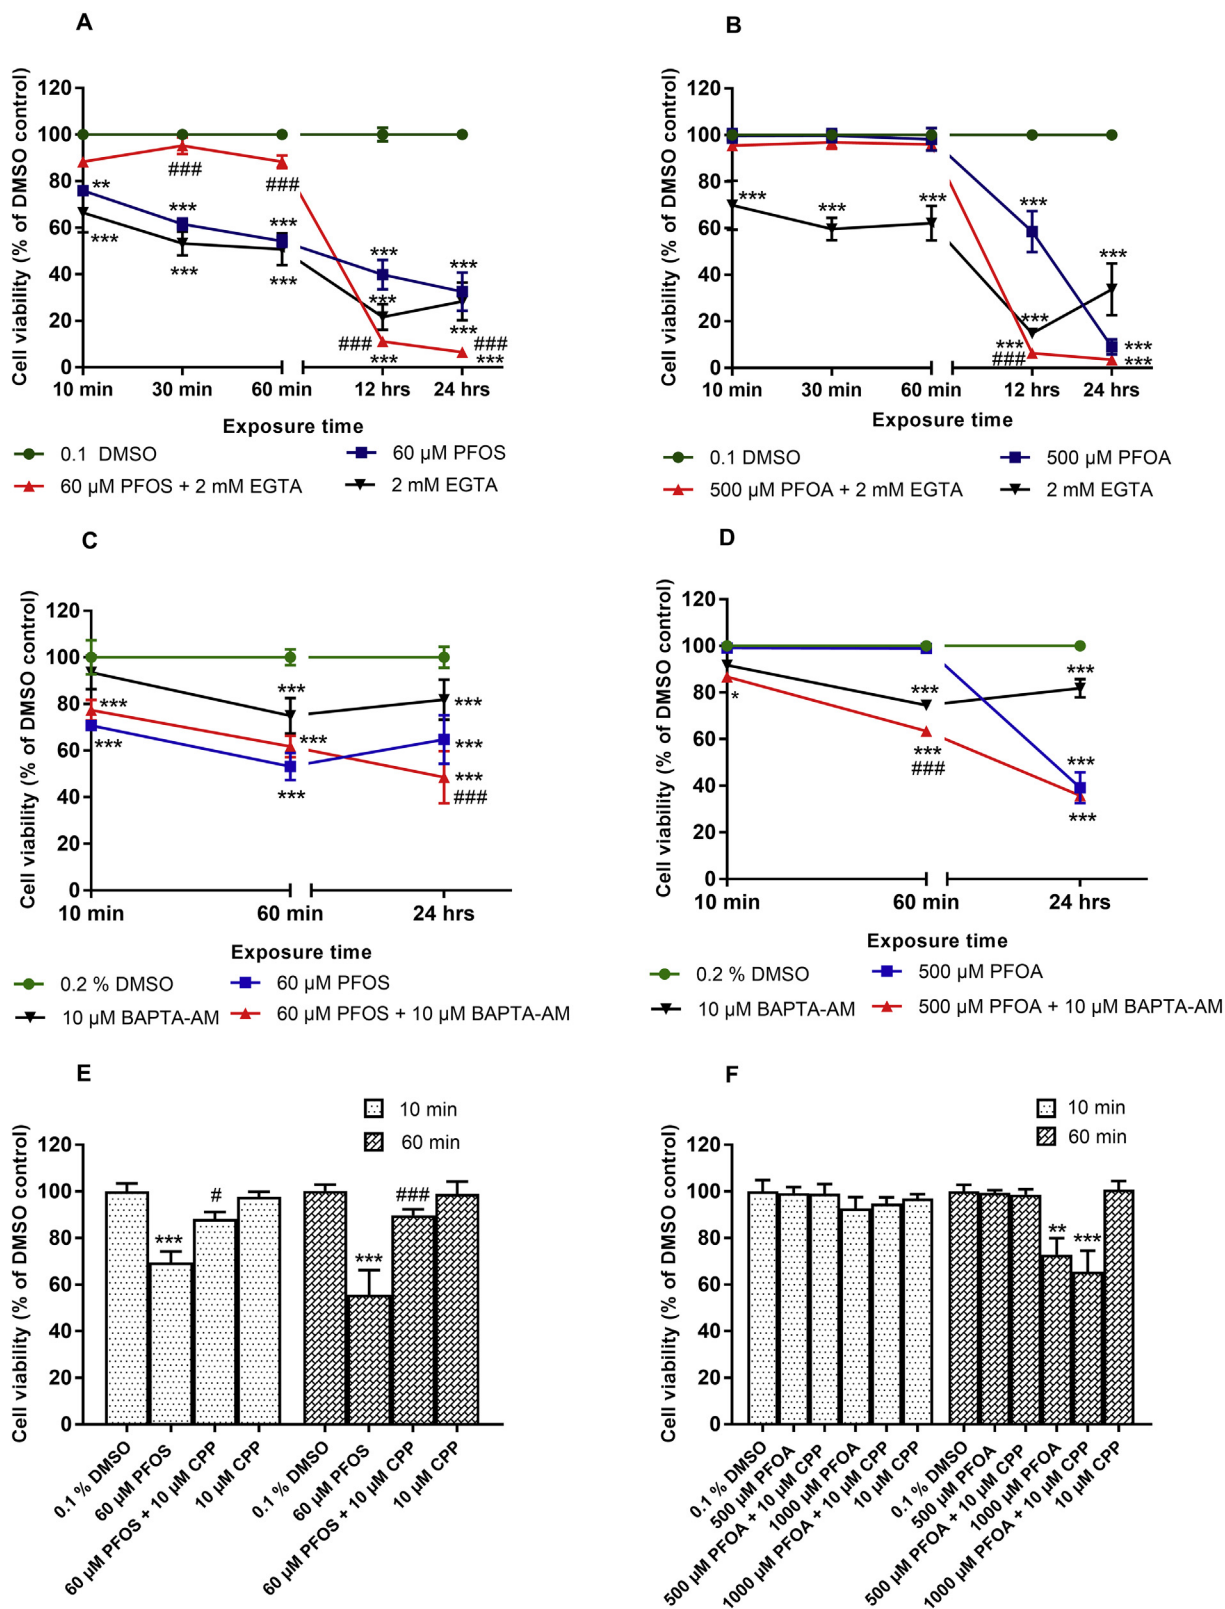 A
Cell viability (% of DMSO control)
120
100
80
60
40
20
0
###
###
**
***
***
***
***
***
***
***
***
***
###
***
***
###
***
10 min 30 min 60 min 12 hrs 24 hrs
Exposure time
0.1 DMSO
60 µM PFOS
60 µM PFOS + 2 mM EGTA
2 mM EGTA
B
Cell viability (% of DMSO control)
120
100
80
60
40
20
0
***
***
***
***
***
***
***
###
***
***
10 min 30 min 60 min 12 hrs 24 hrs
Exposure time
0.1 DMSO
500 µM PFOA
500 µM PFOA + 2 mM EGTA
2 mM EGTA
C
Cell viability (% of DMSO control)
120
100
80
60
40
20
0
***
***
***
***
***
***
***
***
###
10 min 60 min 24 hrs
Exposure time
0.2 % DMSO
60 µM PFOS
10 µM BAPTA-AM
60 µM PFOS + 10 µM BAPTA-AM
D
Cell viability (% of DMSO control)
120
100
80
60
40
20
0
*
***
***
###
***
***
***
10 min 60 min 24 hrs
Exposure time
0.2 % DMSO
500 µM PFOA
10 µM BAPTA-AM
500 µM PFOA + 10 µM BAPTA-AM
E
10 min
60 min
Cell viability (% of DMSO control)
120
100
80
60
40
20
0
***
#
***
###
0.1 % DMSO
60 µM PFOS
60 µM PFOS + 10 µM CPP
10 µM CPP
0.1 % DMSO
60 µM PFOS
60 µM PFOS + 10 µM CPP
10 µM CPP
F
10 min
60 min
Cell viability (% of DMSO control)
120
100
80
60
40
20
0
**
***
0.1 % DMSO
500 µM PFOA
500 µM PFOA + 10 µM CPP
1000 µM PFOA
1000 µM PFOA + 10 µM CPP
10 µM CPP
0.1 % DMSO
500 µM PFOA
500 µM PFOA + 10 µM CPP
1000 µM PFOA
1000 µM PFOA + 10 µM CPP
10 µM CPP